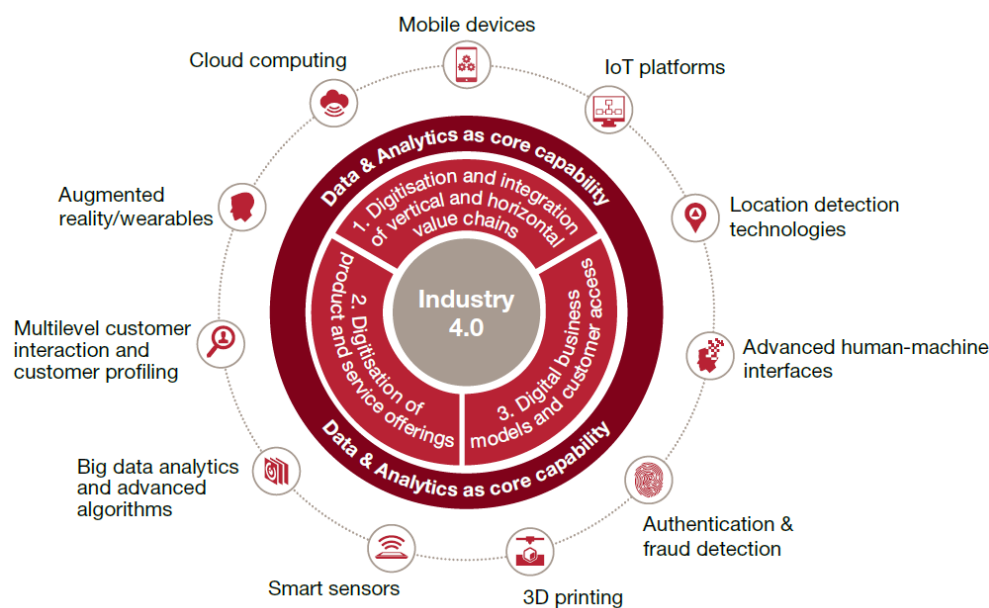 Mobile devices
Cloud computing
IoT platforms
Augmented
reality/wearables
Location detection
technologies
Multilevel customer
interaction and
customer profiling
Advanced human-machine
interfaces
Big data analytics
and advanced
algorithms
Authentication &
fraud detection
Smart sensors
3D printing
Data & Analytics as core capability
1. Digitisation and integration
of vertical and horizontal
value chains
2. Digitisation of
product and service offerings
3. Digital business
models and customer access
Industry
4.0
Data & Analytics as core capability